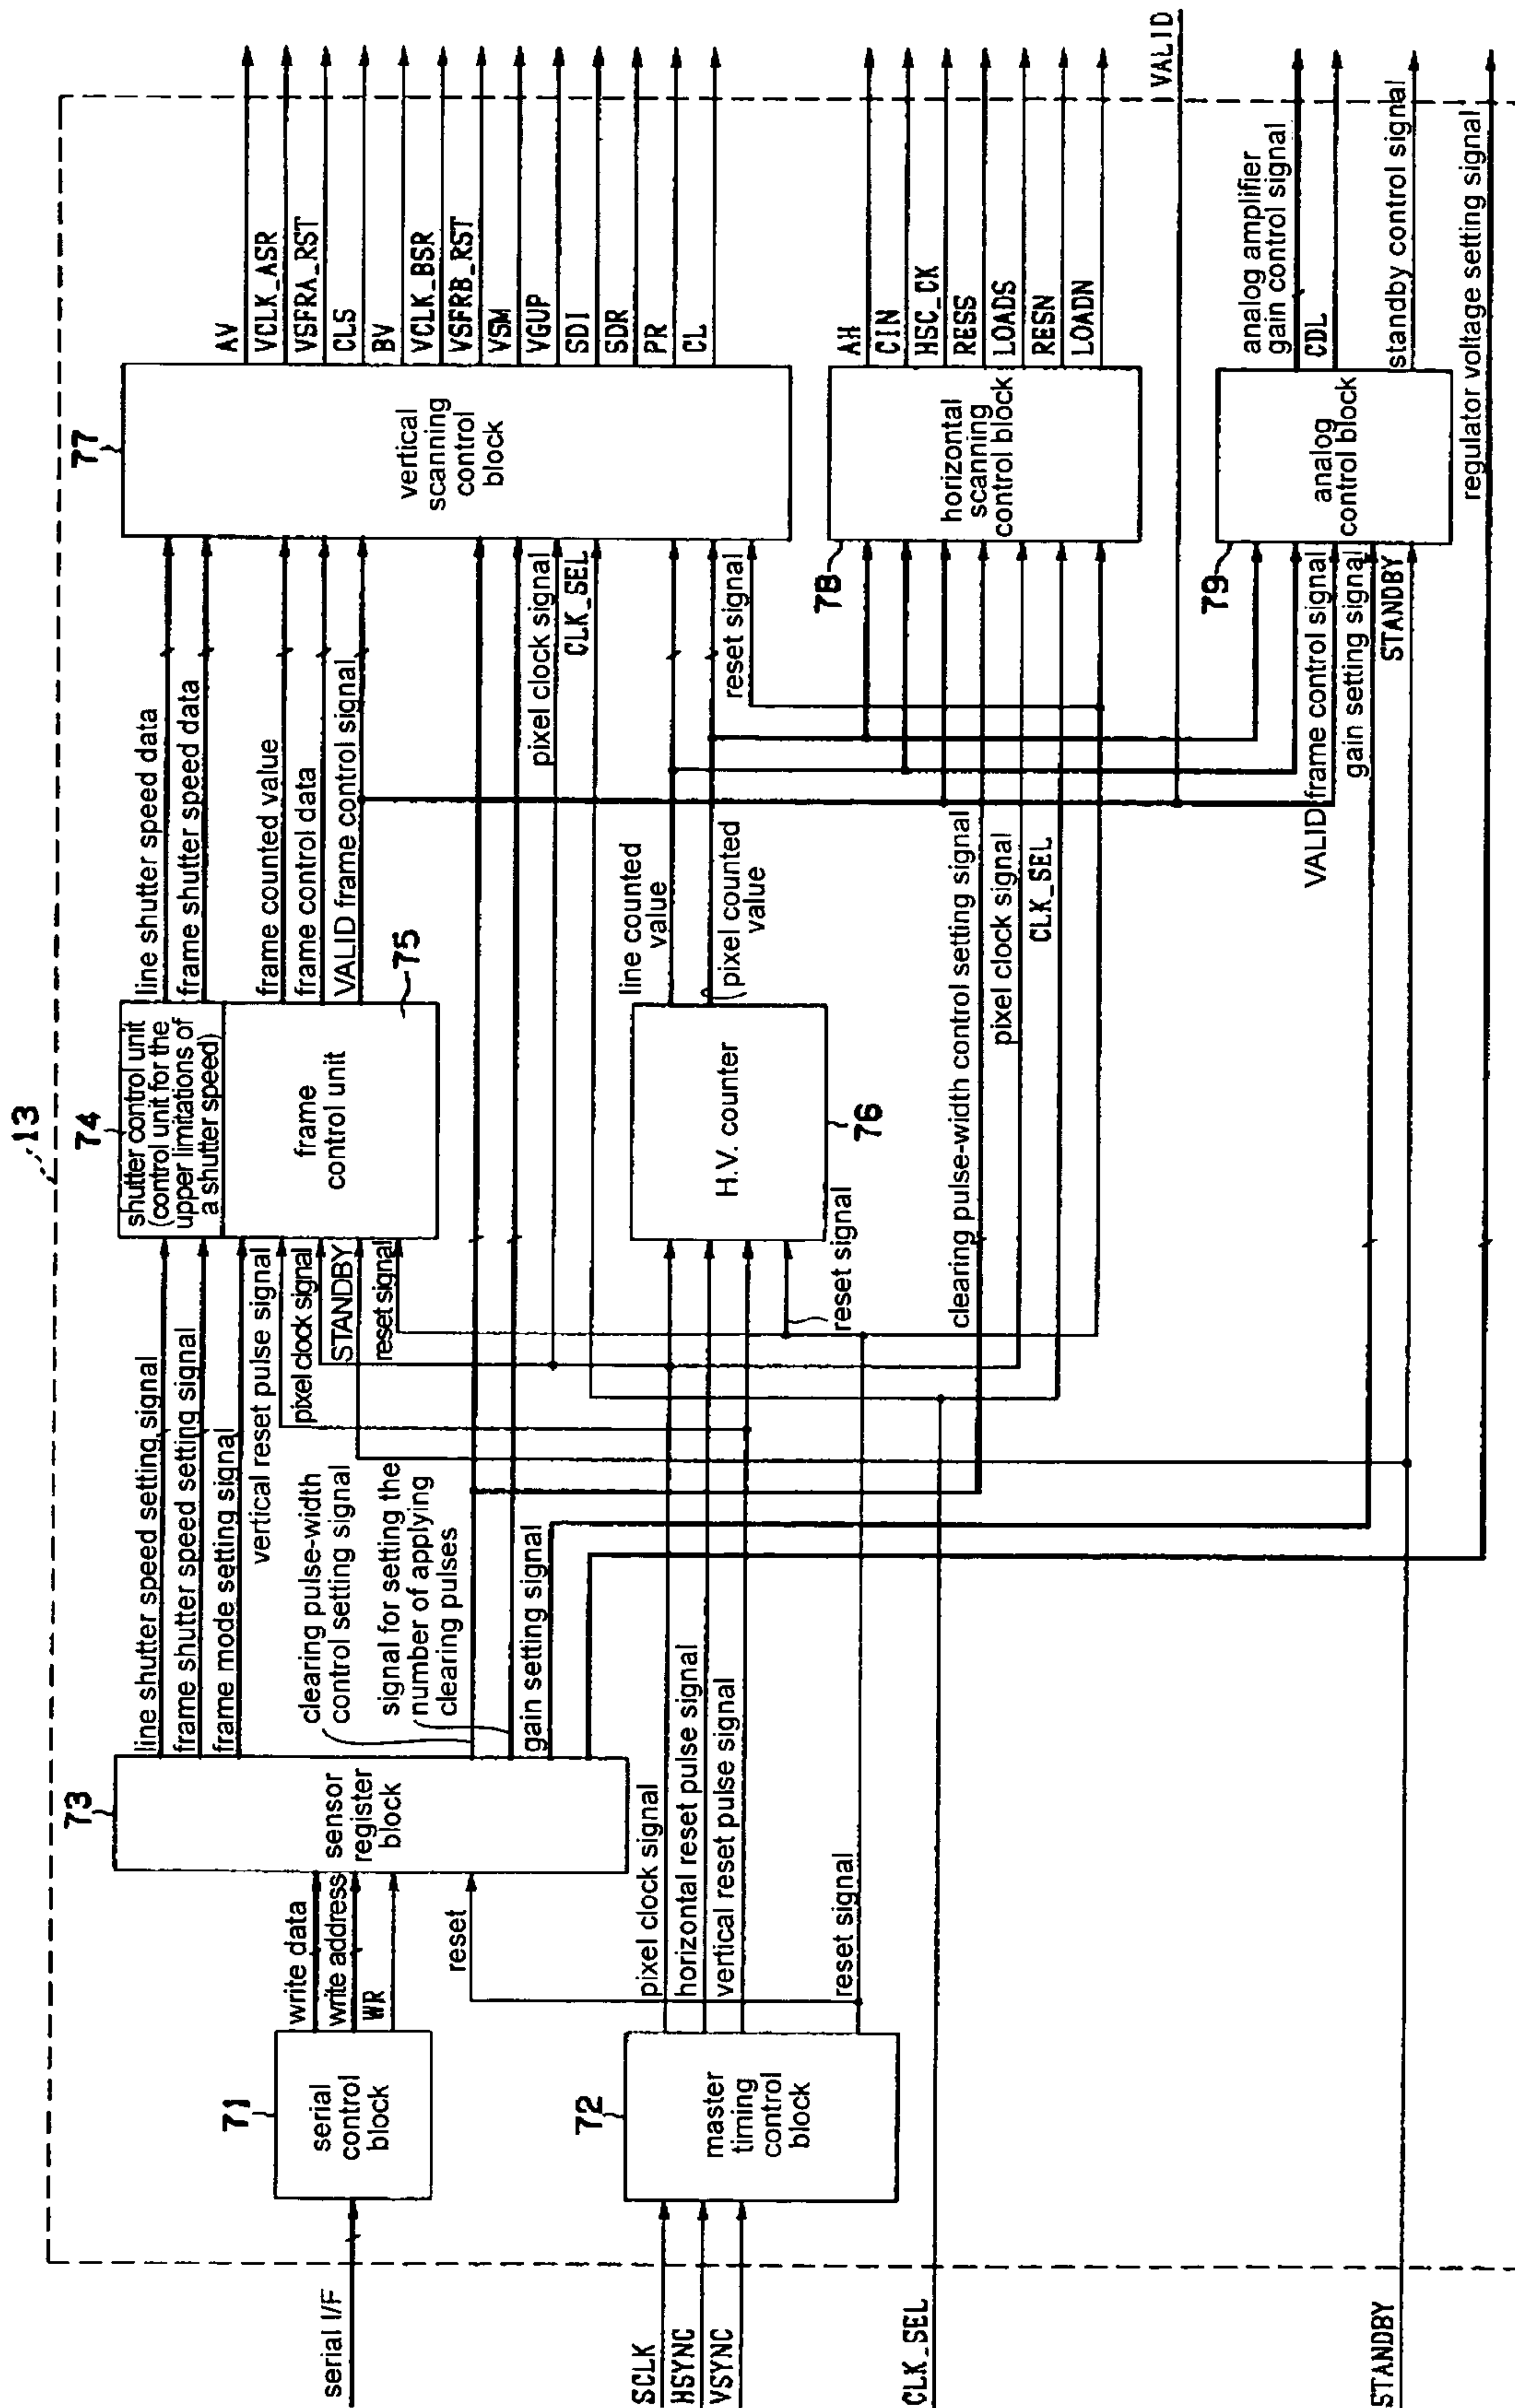 13
serial I/F
SCLK
HSYNC
VSYNC
CLK_SEL
STANDBY
71
serial
control
block
72
master
timing
control
block
write data
write address
WR
reset
pixel clock signal
horizontal reset pulse signal
vertical reset pulse signal
reset signal
73
sensor
register
block
line shutter speed setting signal
frame shutter speed setting signal
frame mode setting signal
vertical reset pulse signal
pixel clock signal
STANDBY
reset signal
clearing pulse-width
control setting signal
signal for setting the
number of applying
clearing pulses
gain setting signal
74
shutter control unit
(control unit for the
upper limitations of
a shutter speed)
frame
control unit
75
H.V. counter
76
reset signal
line shutter speed data
frame shutter speed data
frame counted value
frame control data
VALID frame control signal
line counted
value
pixel counted
value
clearing pulse-width control setting signal
pixel clock signal
CLK_SEL
pixel clock signal
CLK_SEL
reset signal
VALID frame control signal
gain setting signal
STANDBY
77
vertical
scanning
control
block
78
horizontal
scanning
control block
79
analog
control block
AV
VCLK_ASR
VSFRA_RST
CLS
BV
VCLK_BSR
VSFRB_RST
VSM
VGUP
SDI
SDR
PR
CL
AH
CIN
HSC_CK
RESS
LOADS
RESN
LOADN
VALID
analog amplifier
gain control signal
CDL
standby control signal
regulator voltage setting signal